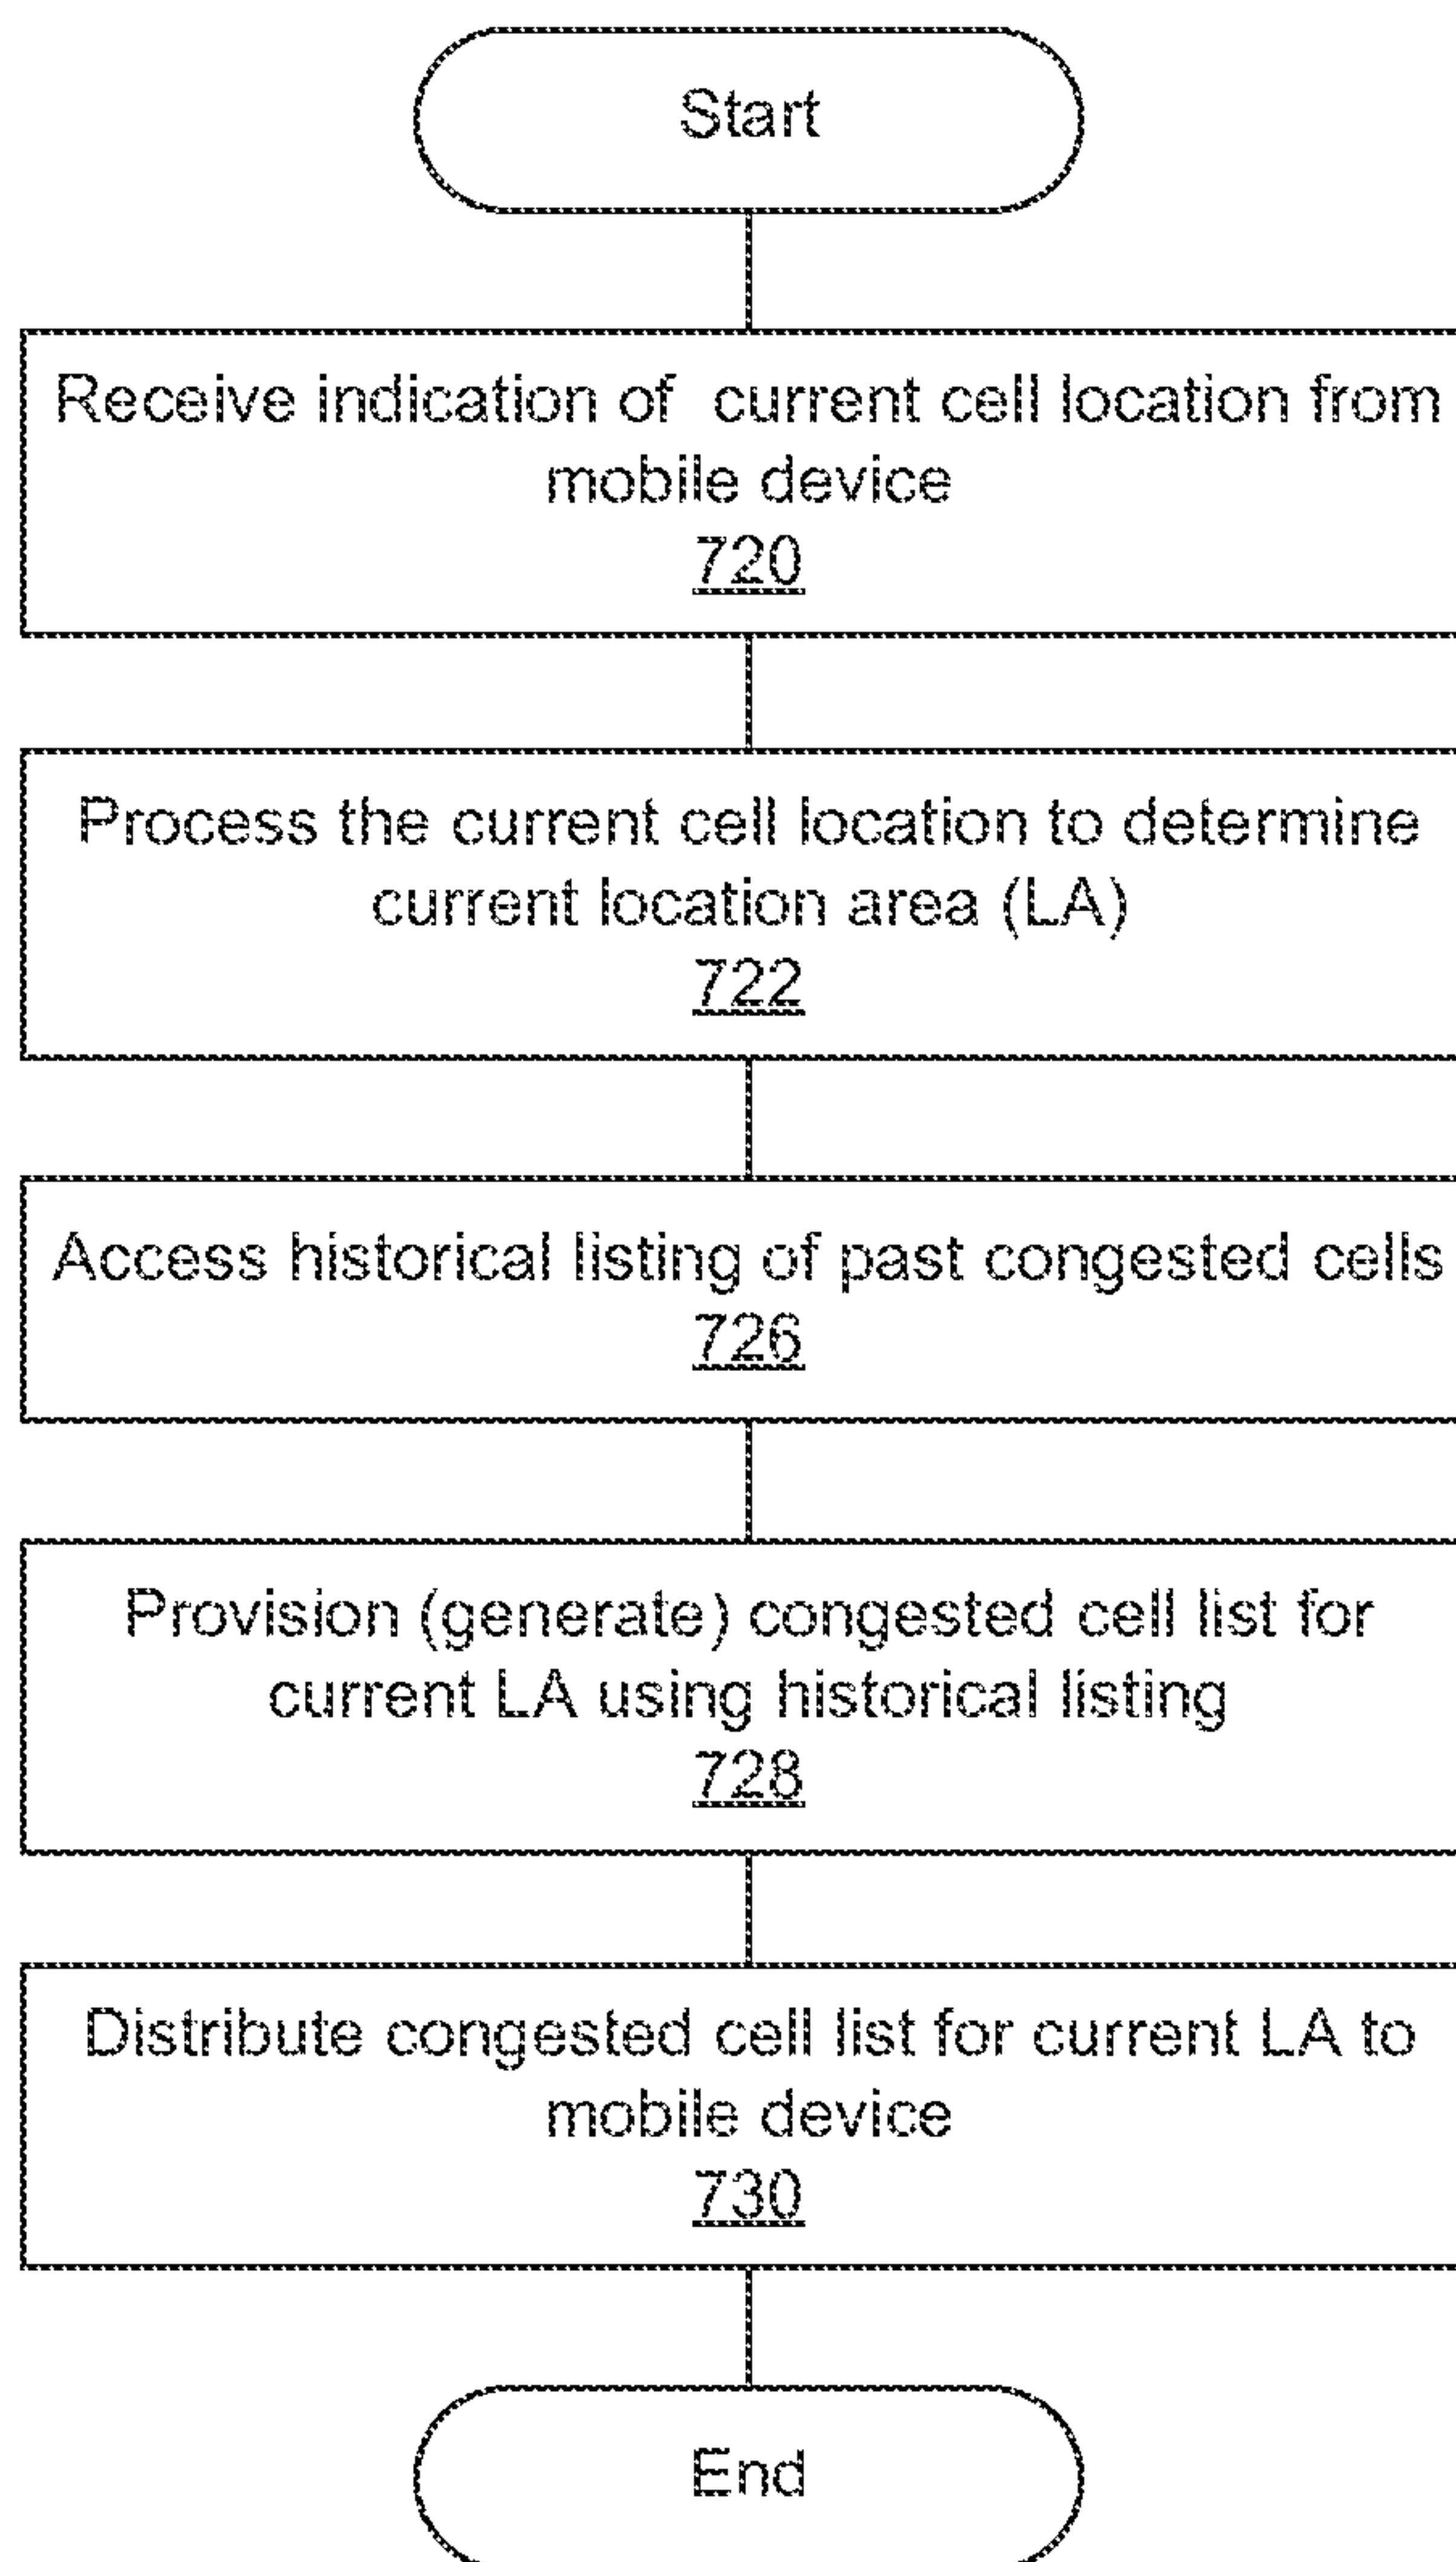 Start
Receive indication of current cell location from
mobile device
720
Process the current cell location to determine
current location area (LA)
722
Access historical listing of past congested cells
726
Provision (generate) congested cell list for
current LA using historical listing
728
Distribute congested cell list for current LA to
mobile device
730
End